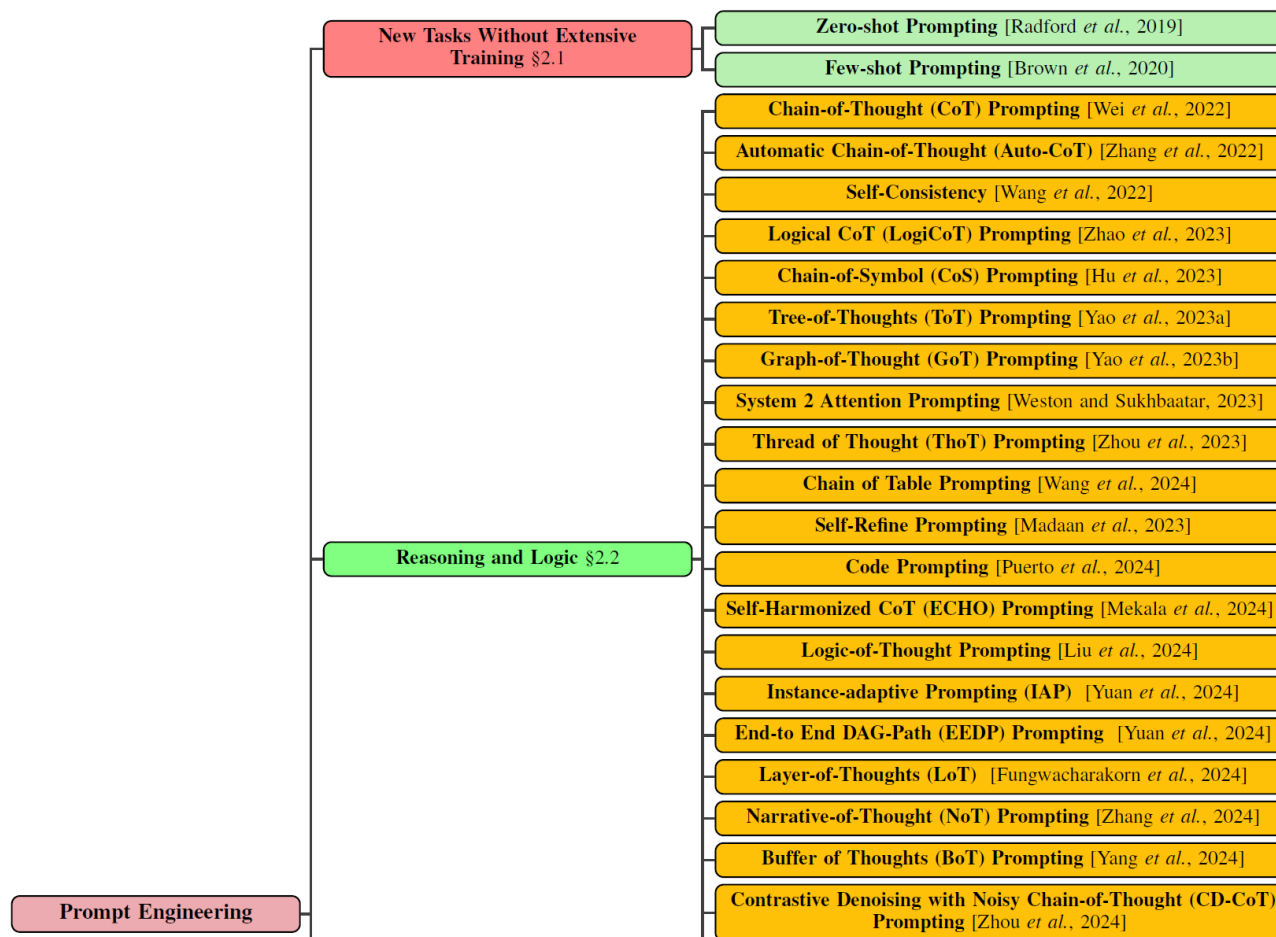 New Tasks Without Extensive
Training §2.1
Zero-shot Prompting [Radford et al., 2019]
Few-shot Prompting [Brown et al., 2020]
Chain-of-Thought (CoT) Prompting [Wei et al., 2022]
Automatic Chain-of-Thought (Auto-CoT) [Zhang et al., 2022]
Self-Consistency [Wang et al., 2022]
Logical CoT (LogiCoT) Prompting [Zhao et al., 2023]
Chain-of-Symbol (CoS) Prompting [Hu et al., 2023]
Tree-of-Thoughts (ToT) Prompting [Yao et al., 2023a]
Graph-of-Thought (GoT) Prompting [Yao et al., 2023b]
System 2 Attention Prompting [Weston and Sukhbaatar, 2023]
Thread of Thought (ThoT) Prompting [Zhou et al., 2023]
Chain of Table Prompting [Wang et al., 2024]
Self-Refine Prompting [Madaan et al., 2023]
Reasoning and Logic §2.2
Code Prompting [Puerto et al., 2024]
Self-Harmonized CoT (ECHO) Prompting [Mekala et al., 2024]
Logic-of-Thought Prompting [Liu et al., 2024]
Instance-adaptive Prompting (IAP) [Yuan et al., 2024]
End-to End DAG-Path (EEDP) Prompting [Yuan et al., 2024]
Layer-of-Thoughts (LoT) [Fungwacharakorn et al., 2024]
Narrative-of-Thought (NoT) Prompting [Zhang et al., 2024]
Buffer of Thoughts (BoT) Prompting [Yang et al., 2024]
Contrastive Denoising with Noisy Chain-of-Thought (CD-CoT)
Prompting [Zhou et al., 2024]
Prompt Engineering